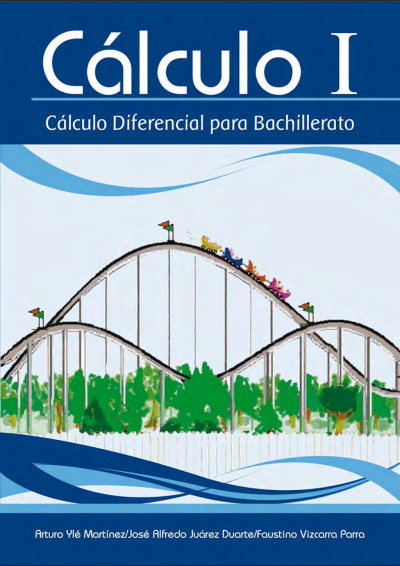 Cálculo I
Cálculo Diferencial para Bachillerato
Arturo Ylé Martínez/José Alfredo Juárez Duarte/Faustino Vizcarra Parra